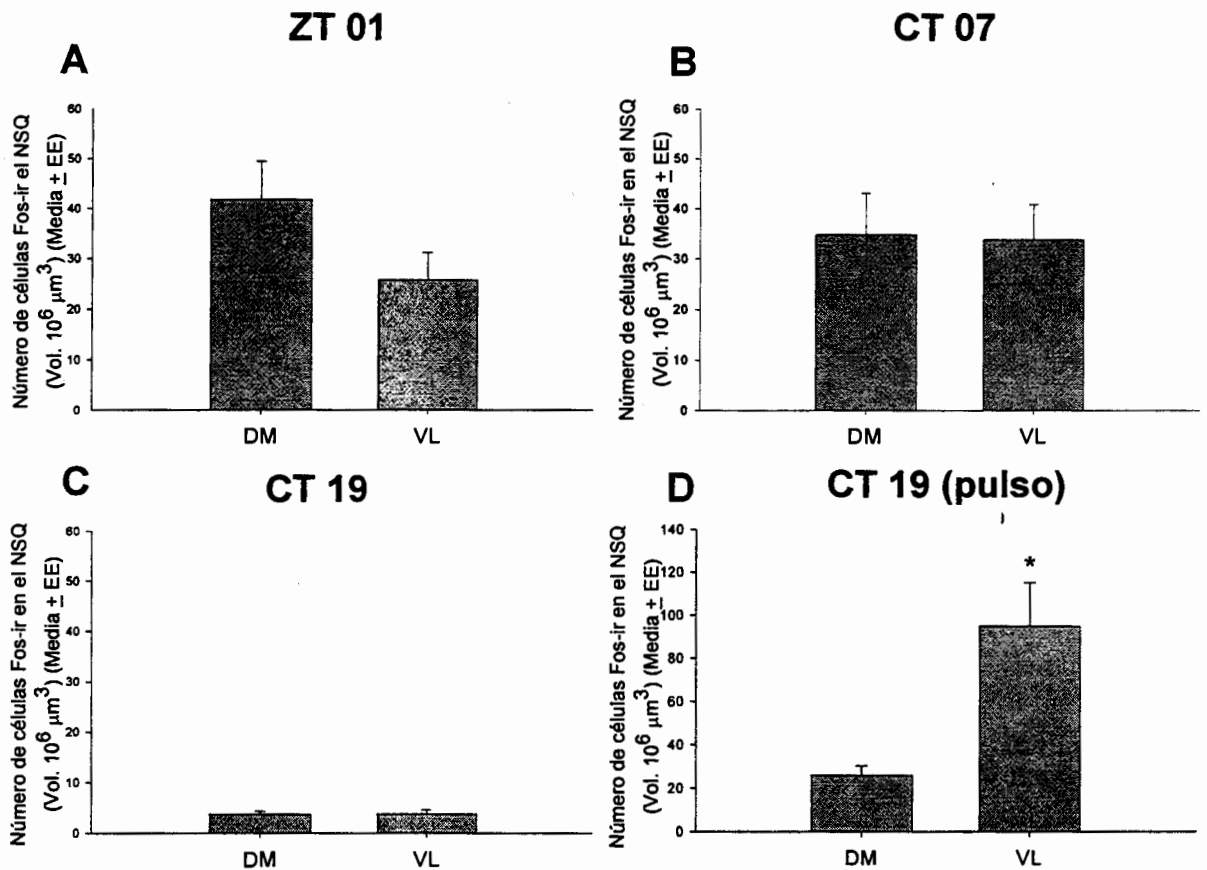 ZT 01
A
Número de células Fos-ir el NSQ
(Vol. 10⁶ μm³) (Media ± EE)
60
50
40
30
20
10
0
DM
VL
CT 07
B
Número de células Fos-ir en el NSQ
(Vol. 10⁶ μm³) (Media ± EE)
60
50
40
30
20
10
0
DM
VL
C
CT 19
Número de células Fos-ir en el NSQ
(Vol. 10⁶ μm³) (Media ± EE)
60
50
40
30
20
10
0
DM
VL
D
CT 19 (pulso)
Número de células Fos-ir en el NSQ
(Vol. 10⁶ μm³) (Media ± EE)
140
120
100
80
60
40
20
0
*
DM
VL